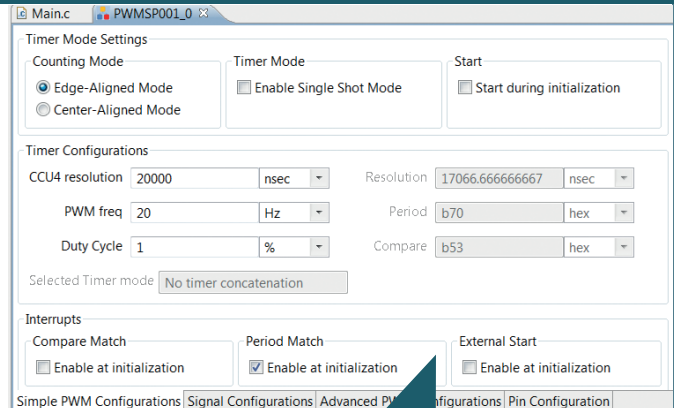 Main.c PWMSP001_0
Timer Mode Settings
Counting Mode Timer Mode Start
Edge-Aligned Mode Enable Single Shot Mode Start during initialization
Center-Aligned Mode
Timer Configurations
CCU4 resolution 20000 nsec Resolution 17066.666666667 nsec
PWM freq 20 Hz Period b70 hex
Duty Cycle 1 % Compare b53 hex
Selected Timer mode No timer concatenation
Interrupts
Compare Match Period Match External Start
Enable at initialization Enable at initialization Enable at initialization
Simple PWM Configurations Signal Configurations Advanced figurations Pin Configuration